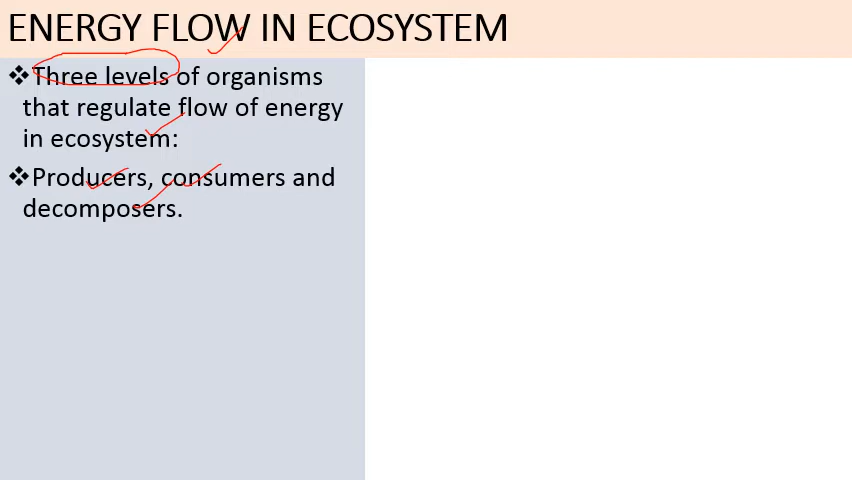 ENERGY FLOW IN ECOSYSTEM
❖Three levels of organisms
that regulate flow of energy
in ecosystem:
❖Producers, consumers and
decomposers.